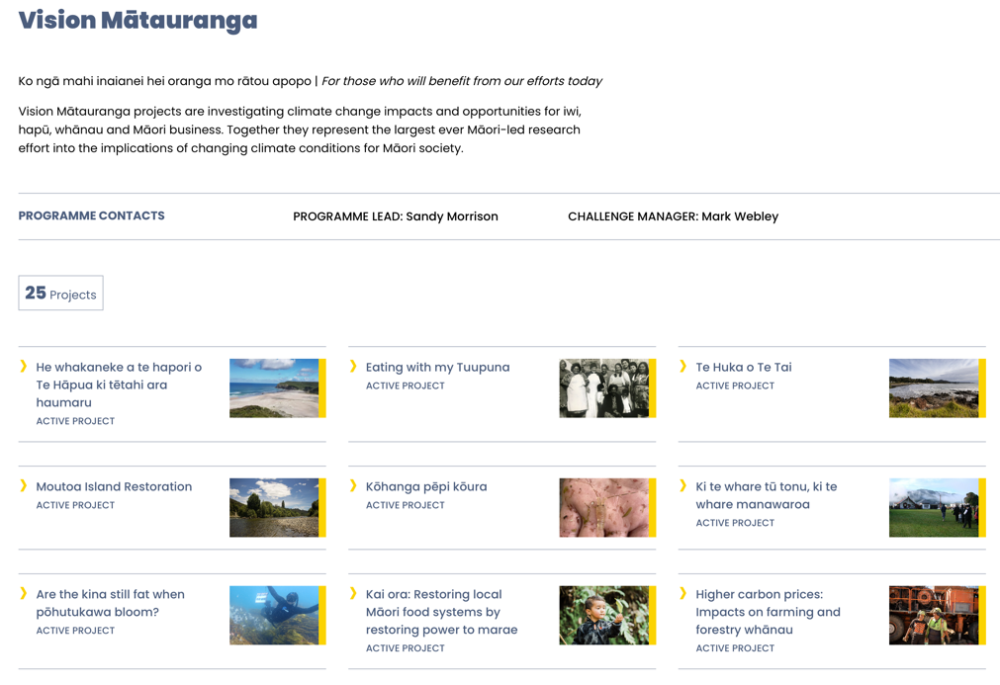 Vision Mātauranga
Ko ngā mahi inaianei hei oranga mo rātou apopo | For those who will benefit from our efforts today
Vision Mātauranga projects are investigating climate change impacts and opportunities for iwi,
hapū, whānau and Māori business. Together they represent the largest ever Māori-led research
effort into the implications of changing climate conditions for Māori society.
PROGRAMME CONTACTS
PROGRAMME LEAD: Sandy Morrison
CHALLENGE MANAGER: Mark Webley
25 Projects
He whakaneke a te hapori o
Te Hāpua ki tētahi ara
haumaru
ACTIVE PROJECT
Eating with my Tuupuna
ACTIVE PROJECT
Te Huka o Te Tai
ACTIVE PROJECT
Moutoa Island Restoration
ACTIVE PROJECT
Kōhanga pēpi kōura
ACTIVE PROJECT
Ki te whare tū tonu, ki te
whare manawaroa
ACTIVE PROJECT
Are the kina still fat when
pōhutukawa bloom?
ACTIVE PROJECT
Kai ora: Restoring local
Māori food systems by
restoring power to marae
ACTIVE PROJECT
Higher carbon prices:
Impacts on farming and
forestry whānau
ACTIVE PROJECT